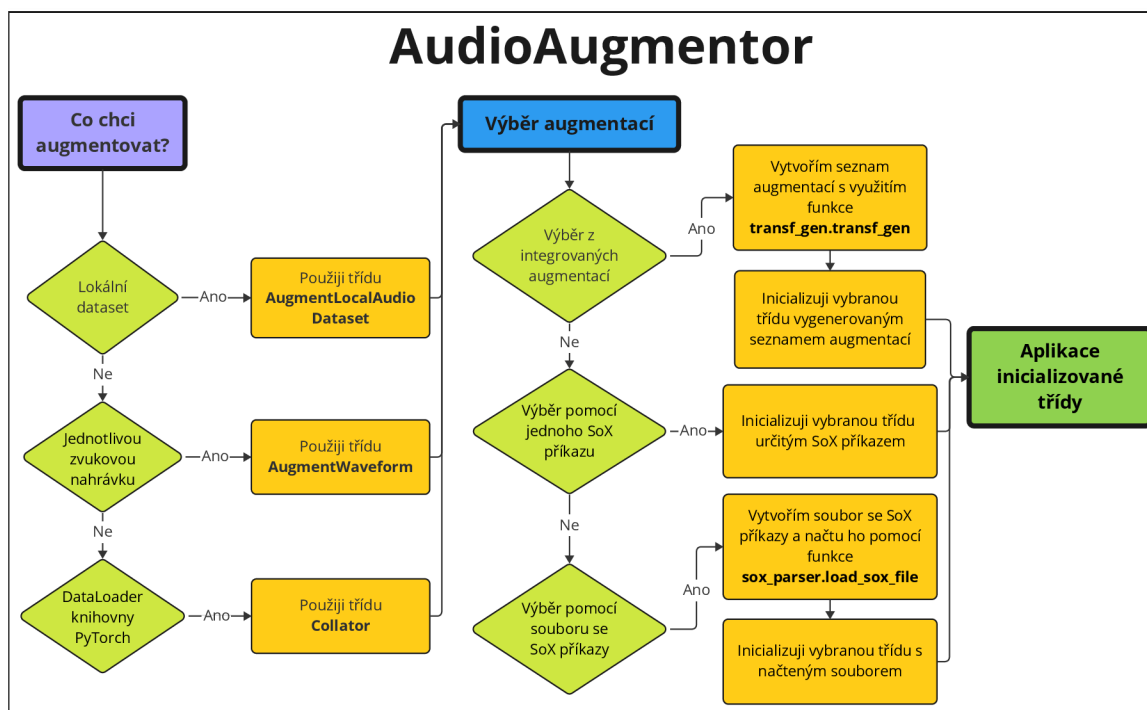 AudioAugmentor
Co chci
augmentovat?
Lokální
dataset
Ano
Použiji třídu
AugmentLocalAudio
Dataset
Ne
Jednotlivou
zvukovou
nahrávku
Ano
Použiji třídu
AugmentWaveform
Ne
DataLoader
knihovny
PyTorch
Ano
Použiji třídu
Collator
Výběr augmentací
Výběr z
integrovaných
augmentací
Ano
Vytvořím seznam
augmentací s využitím
funkce
transf_gen.transf_gen
Inicializuji vybranou
třídu vygenerovaným
seznamem augmentací
Ne
Výběr pomocí
jednoho SoX
příkazu
Ano
Inicializuji vybranou třídu
určitým SoX příkazem
Ne
Výběr pomocí
souboru se
SoX příkazy
Ano
Vytvořím soubor se SoX
příkazy a načtu ho pomocí
funkce
sox_parser.load_sox_file
Inicializuji vybranou třídu s
načteným souborem
Aplikace
inicializované
třídy